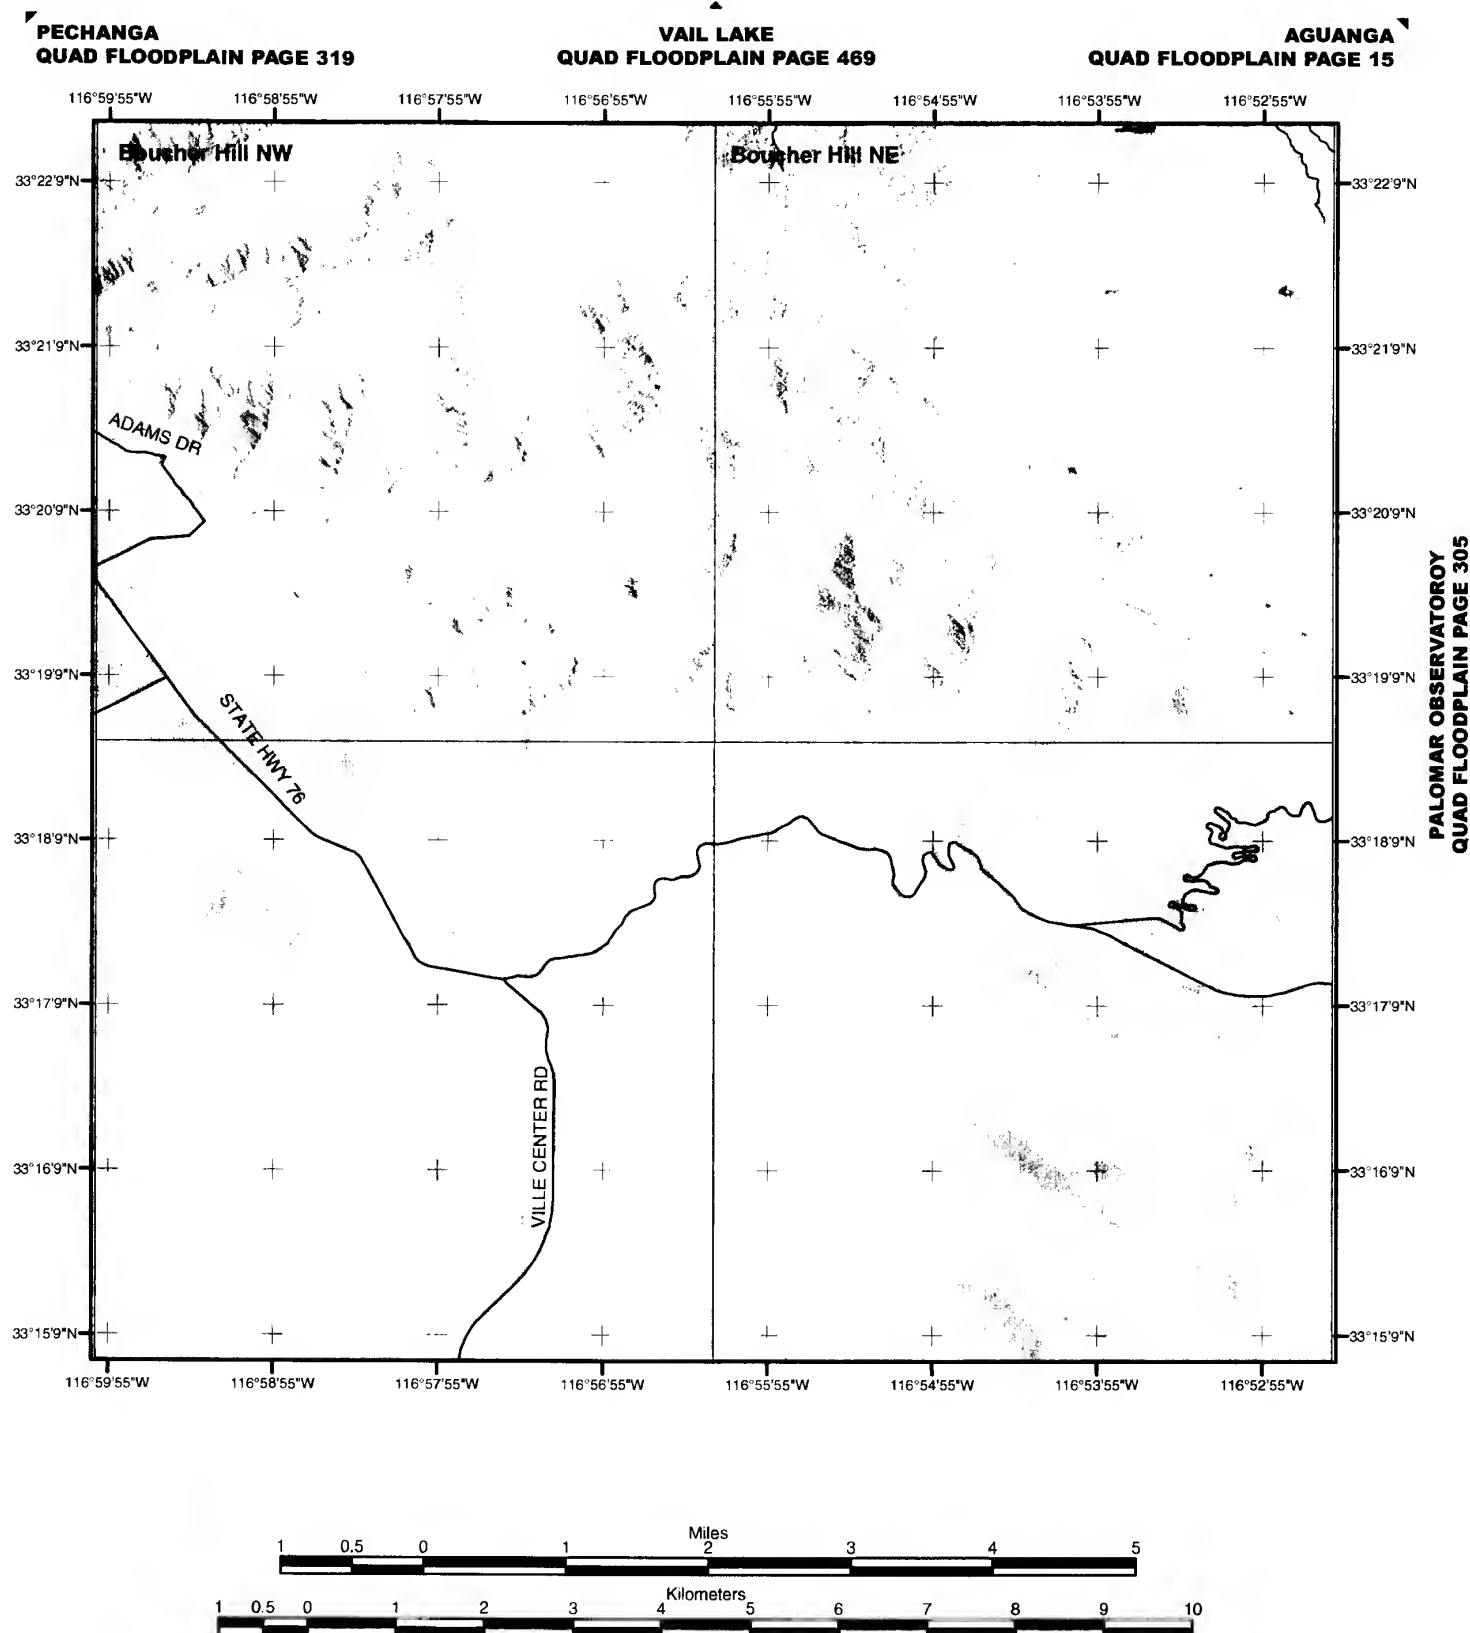 PECHANGA
QUAD FLOODPLAIN PAGE 319
VAIL LAKE
QUAD FLOODPLAIN PAGE 469
AGUANGA
QUAD FLOODPLAIN PAGE 15
116°59'55"W 116°58'55"W 116°57'55"W 116°56'55"W 116°55'55"W 116°54'55"W 116°53'55"W 116°52'55"W
Boucher Hill NW
Boucher Hill NE
33°22'9"N
33°22'9"N
33°21'9"N
33°21'9"N
ADAMS DR
33°20'9"N
33°20'9"N
PALOMAR OBSERVATOROY
QUAD FLOODPLAIN PAGE 305
33°19'9"N
33°19'9"N
STATE HWY 76
33°18'9"N
33°18'9"N
33°17'9"N
33°17'9"N
VILLE CENTER RD
33°16'9"N
33°16'9"N
33°15'9"N
33°15'9"N
116°59'55"W 116°58'55"W 116°57'55"W 116°56'55"W 116°55'55"W 116°54'55"W 116°53'55"W 116°52'55"W
Miles
1 0.5 0 1 2 3 4 5
Kilometers
1 0.5 0 1 2 3 4 5 6 7 8 9 10